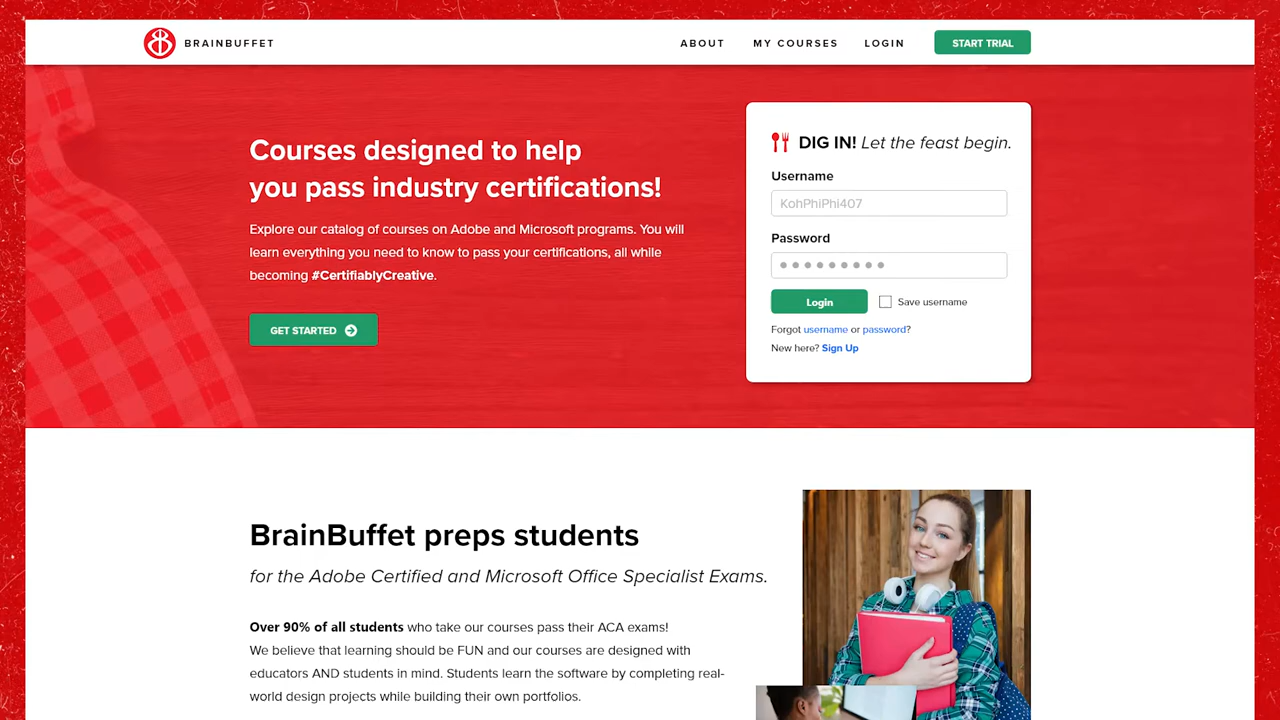 BRAINBUFFET
ABOUT
MY COURSES
LOGIN
START TRIAL
Courses designed to help
you pass industry certifications!
Explore our catalog of courses on Adobe and Microsoft programs. You will
learn everything you need to know to pass your certifications, all while
becoming #CertifiablyCreative.
GET STARTED
DIG IN! Let the feast begin.
Username
KohPhiPhi407
Password
Login
Save username
Forgot username or password?
New here? Sign Up
BrainBuffet preps students
for the Adobe Certified and Microsoft Office Specialist Exams.
Over 90% of all students who take our courses pass their ACA exams!
We believe that learning should be FUN and our courses are designed with
educators AND students in mind. Students learn the software by completing real-
world design projects while building their own portfolios.